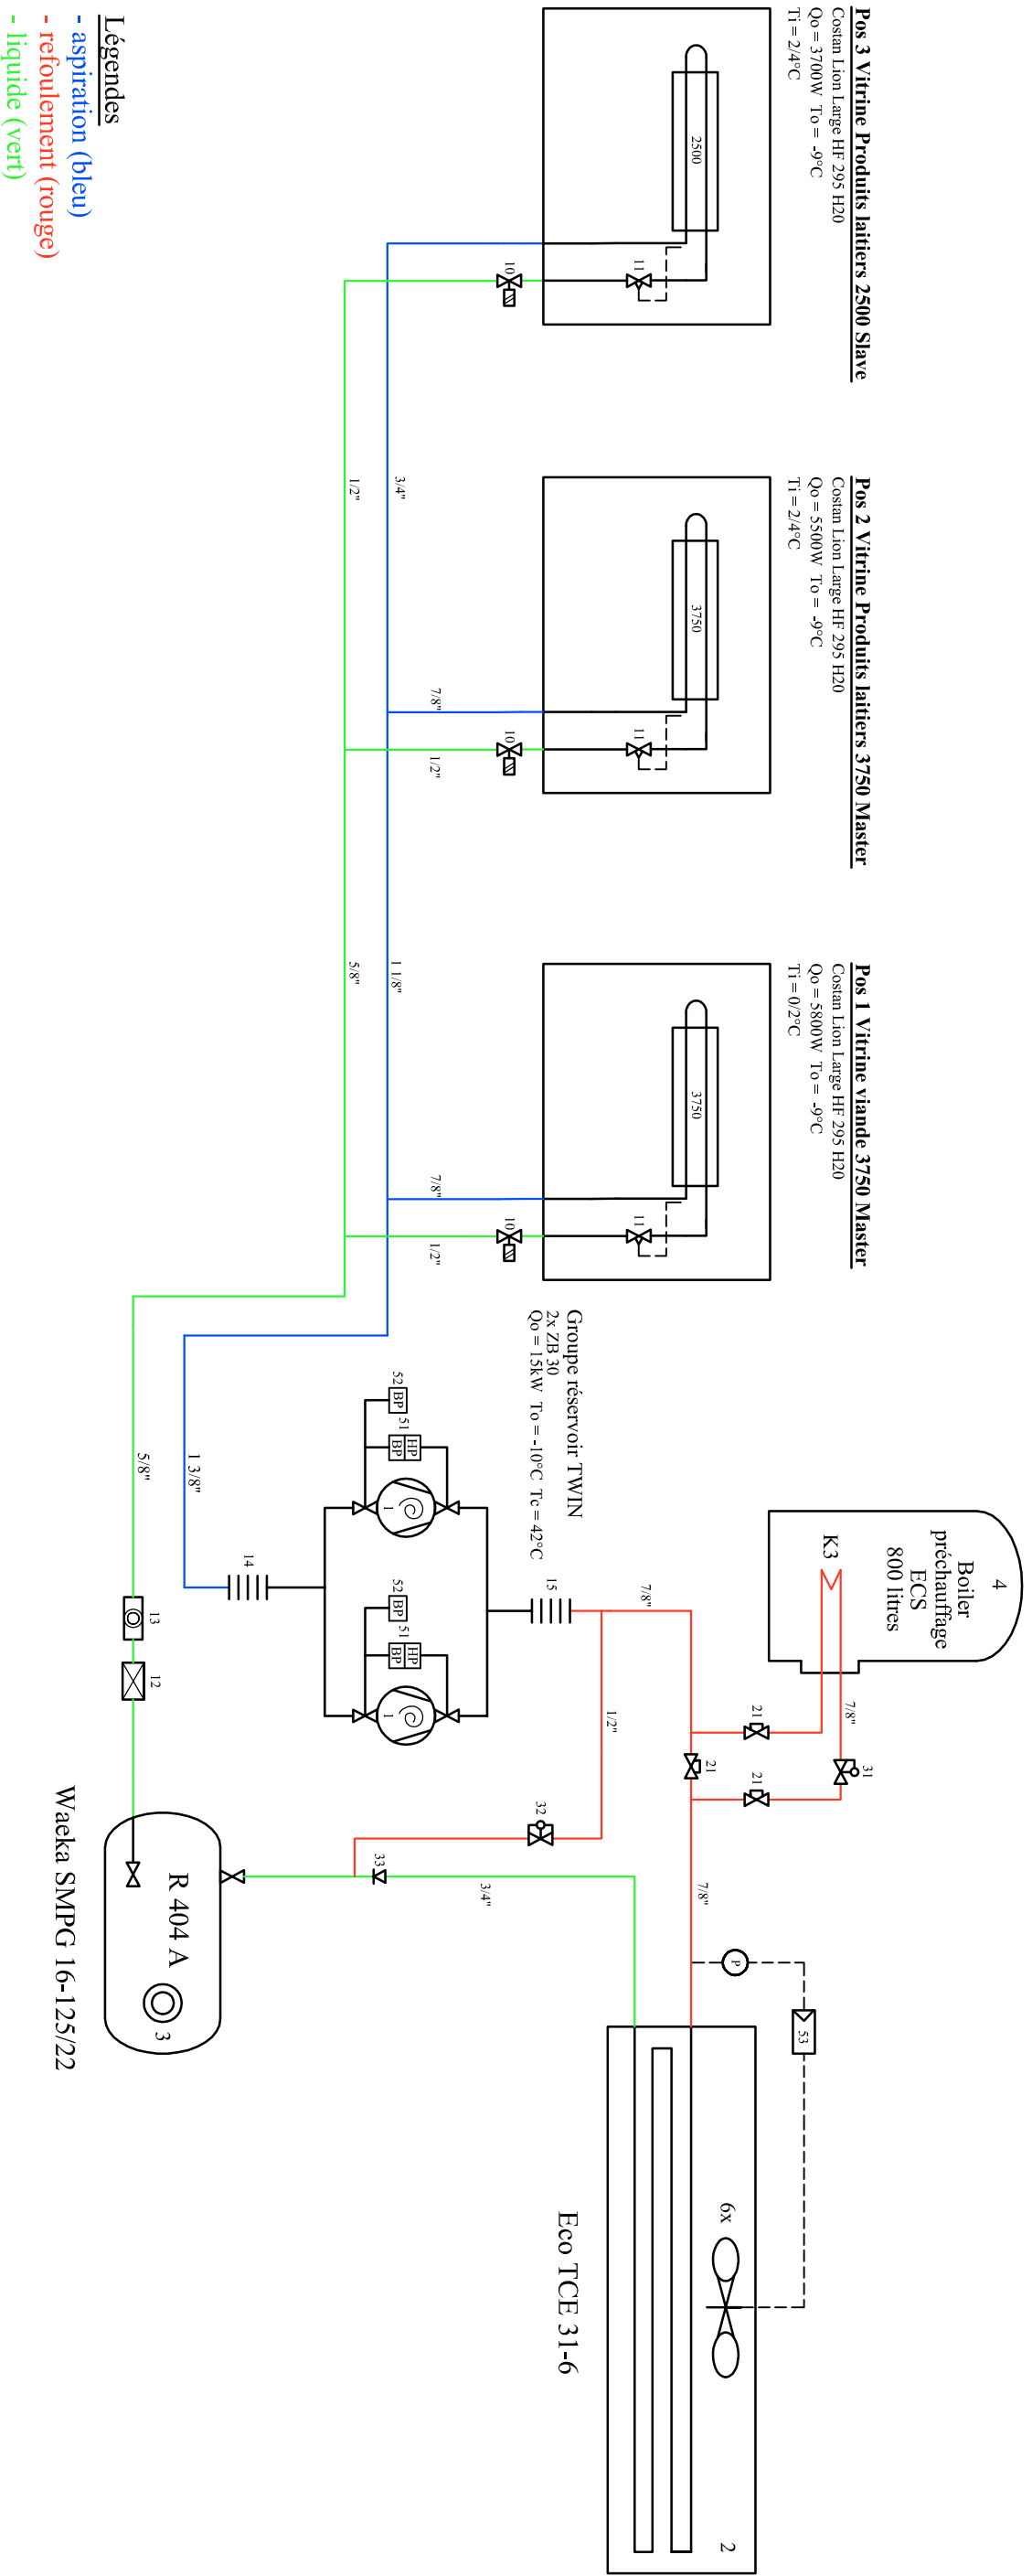 Pos 3 Vitrine Produits laitiers 2500 Slave
Costan Lion Large HF 295 H20
Qo = 3700W To = -9°C
Ti = 2/4°C
2500
11
10
Pos 2 Vitrine Produits laitiers 3750 Master
Costan Lion Large HF 295 H20
Qo = 5500W To = -9°C
Ti = 2/4°C
3750
11
10
7/8"
1/2"
3/4"
1/2"
Pos 1 Vitrine viande 3750 Master
Costan Lion Large HF 295 H20
Qo = 5800W To = -9°C
Ti = 0/2°C
3750
11
10
7/8"
1/2"
1 1/8"
5/8"
Groupe réservoir TWIN
2x ZB 30
Qo = 15kW To = -10°C Tc = 42°C
52
BP
51
HP
BP
1
52
BP
51
HP
BP
1
14
15
1 3/8"
5/8"
13
12
4
Boiler
préchauffage
ECS
800 litres
K3
7/8"
7/8"
21
21
21
31
1/2"
32
33
3/4"
7/8"
P
53
6x
2
Eco TCE 31-6
R 404 A
3
Waeka SMPG 16-125/22
Légendes
- aspiration (bleu)
- refoulement (rouge)
- liquide (vert)